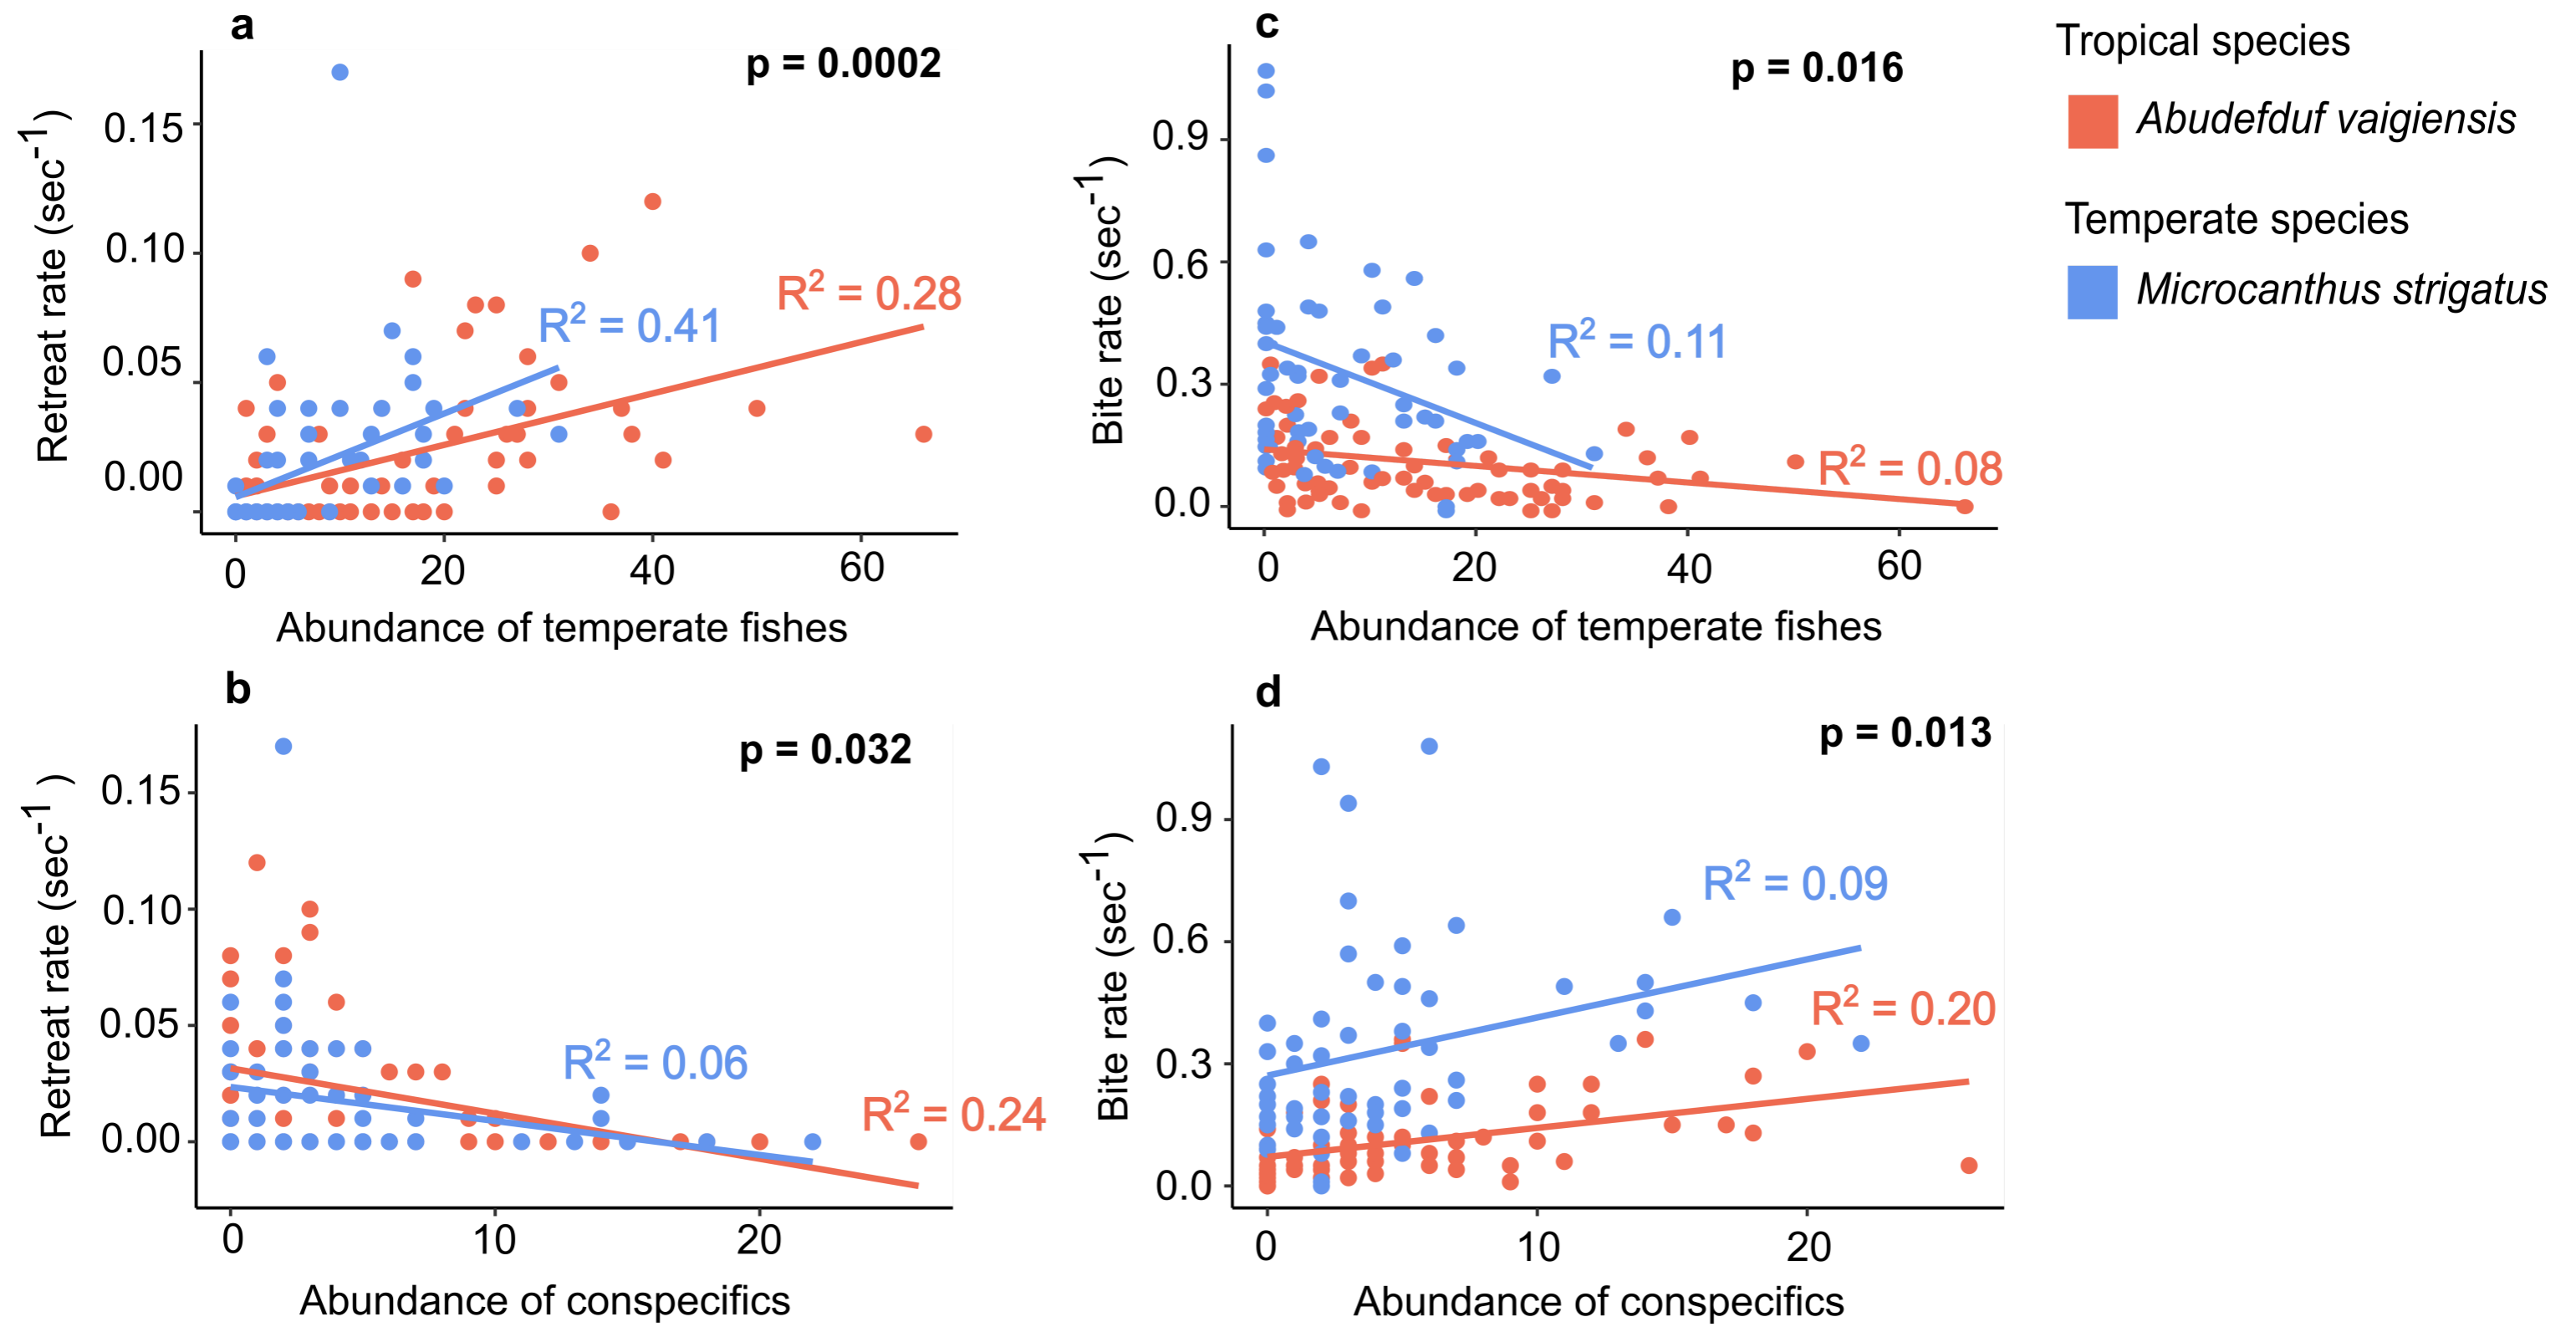 a
p = 0.0002
0.15
0.10
0.05
0.00
Retreat rate (sec⁻¹)
R² = 0.41
R² = 0.28
0 20 40 60
Abundance of temperate fishes
c
p = 0.016
0.9
0.6
0.3
0.0
Bite rate (sec⁻¹)
R² = 0.11
R² = 0.08
0 20 40 60
Abundance of temperate fishes
Tropical species
Abudefduf vaigiensis
Temperate species
Microcanthus strigatus
b
p = 0.032
0.15
0.10
0.05
0.00
Retreat rate (sec⁻¹)
R² = 0.06
R² = 0.24
0 10 20
Abundance of conspecifics
d
p = 0.013
0.9
0.6
0.3
0.0
Bite rate (sec⁻¹)
R² = 0.09
R² = 0.20
0 10 20
Abundance of conspecifics